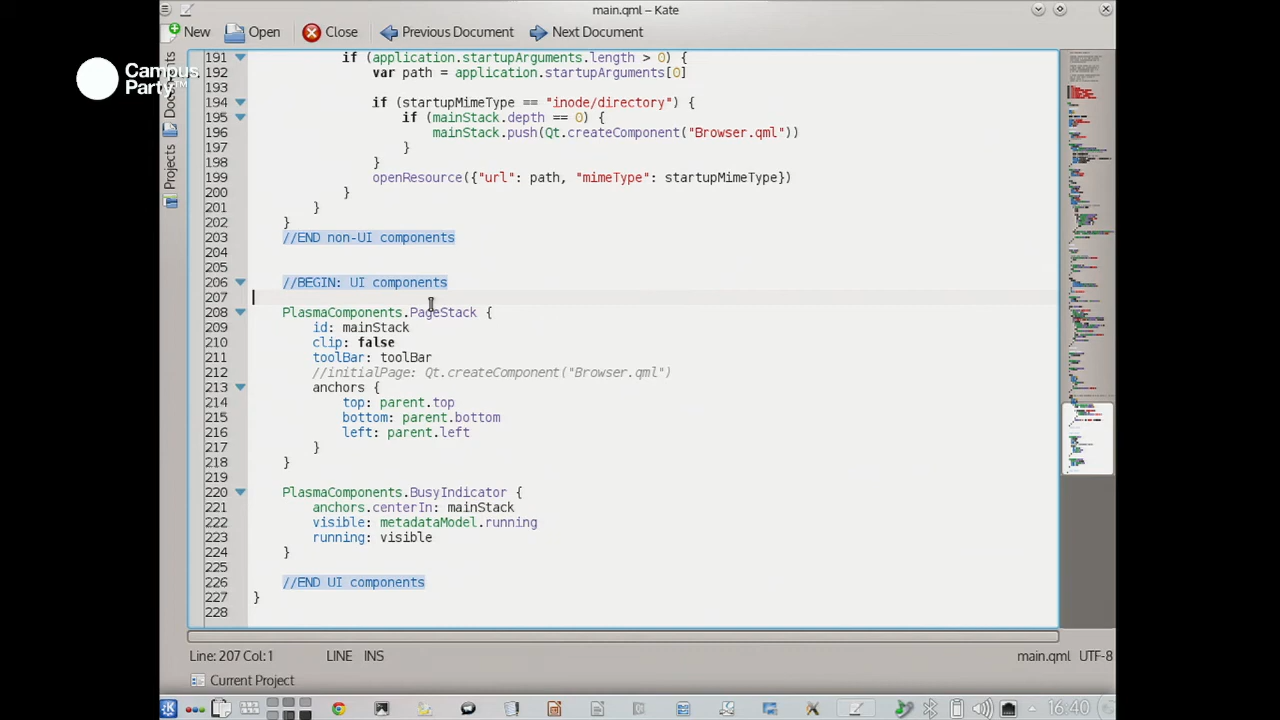 main.qml – Kate
New Open Close Previous Document Next Document
Campus
Party™
Documents
Projects
191 if (application.startupArguments.length > 0) {
192 var path = application.startupArguments[0]
193
194 if (startupMimeType == "inode/directory") {
195 if (mainStack.depth == 0) {
196 mainStack.push(Qt.createComponent("Browser.qml"))
197 }
198 }
199 openResource({"url": path, "mimeType": startupMimeType})
200 }
201 }
202 }
203 //END non-UI components
204
205
206 //BEGIN: UI components
207
208 PlasmaComponents.PageStack {
209 id: mainStack
210 clip: false
211 toolBar: toolBar
212 //initialPage: Qt.createComponent("Browser.qml")
213 anchors {
214 top: parent.top
215 bottom: parent.bottom
216 left: parent.left
217 }
218 }
219
220 PlasmaComponents.BusyIndicator {
221 anchors.centerIn: mainStack
222 visible: metadataModel.running
223 running: visible
224 }
225
226 //END UI components
227 }
228
Line: 207 Col: 1 LINE INS main.qml UTF-8
Current Project
16:40